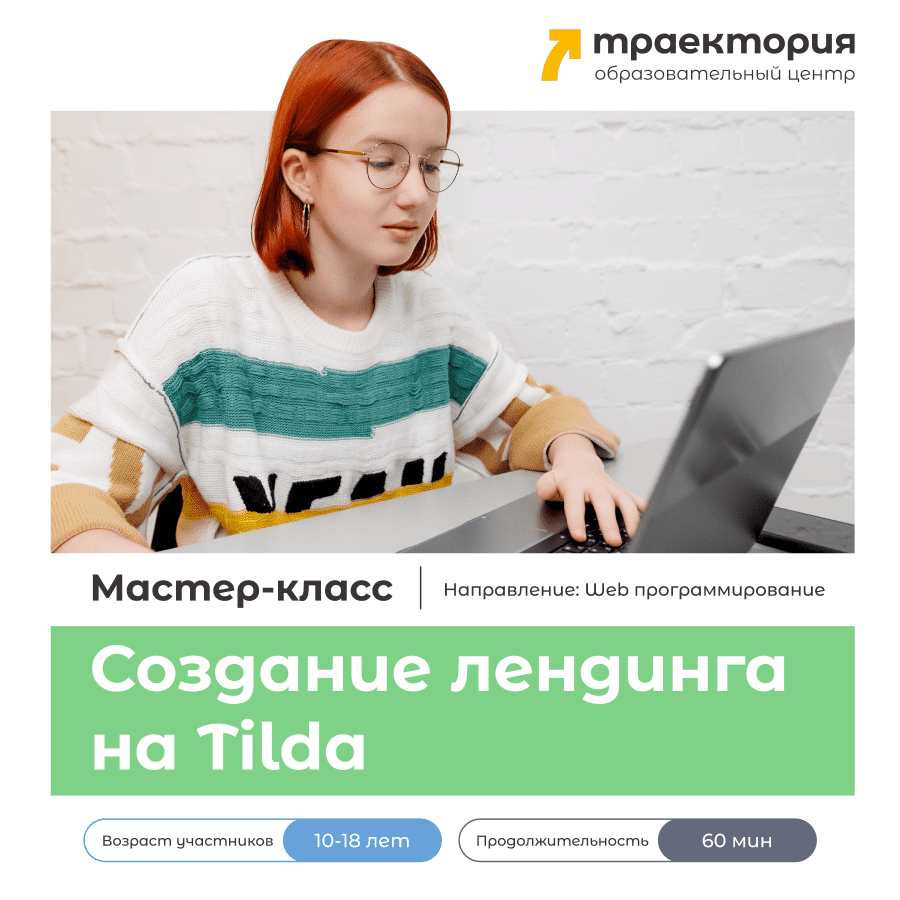 траектория
образовательный центр
Мастер-класс
Направление: Web программирование
Создание лендинга
на Tilda
Возраст участников
10-18 лет
Продолжительность
60 мин